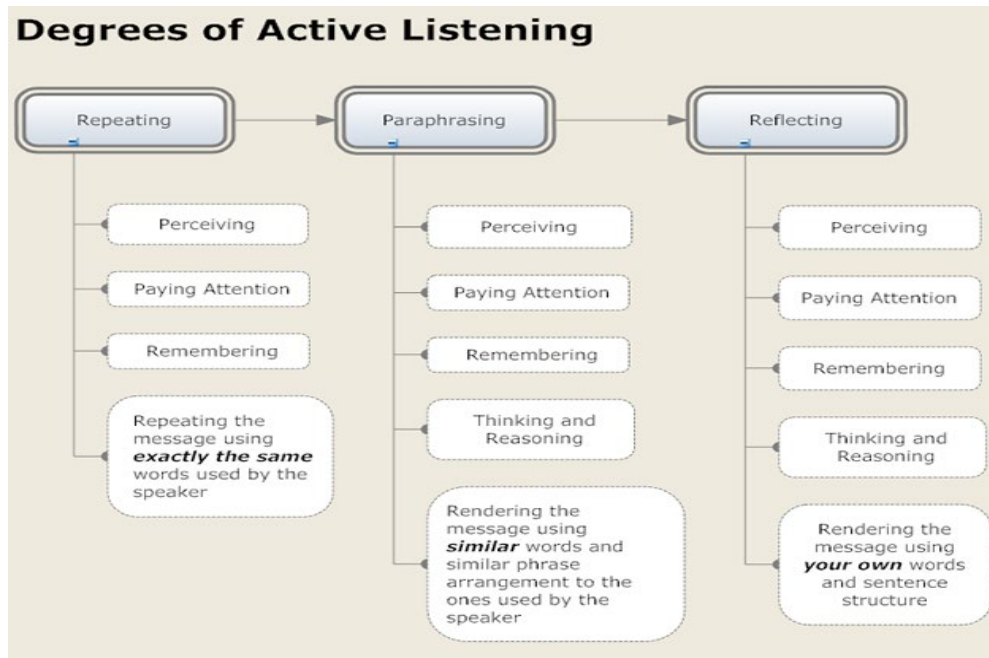 Degrees of Active Listening
Repeating
Perceiving
Paying Attention
Remembering
Repeating the
message using
exactly the same
words used by the
speaker
Paraphrasing
Perceiving
Paying Attention
Remembering
Thinking and
Reasoning
Rendering the
message using
similar words and
similar phrase
arrangement to the
ones used by the
speaker
Reflecting
Perceiving
Paying Attention
Remembering
Thinking and
Reasoning
Rendering the
message using
your own words
and sentence
structure